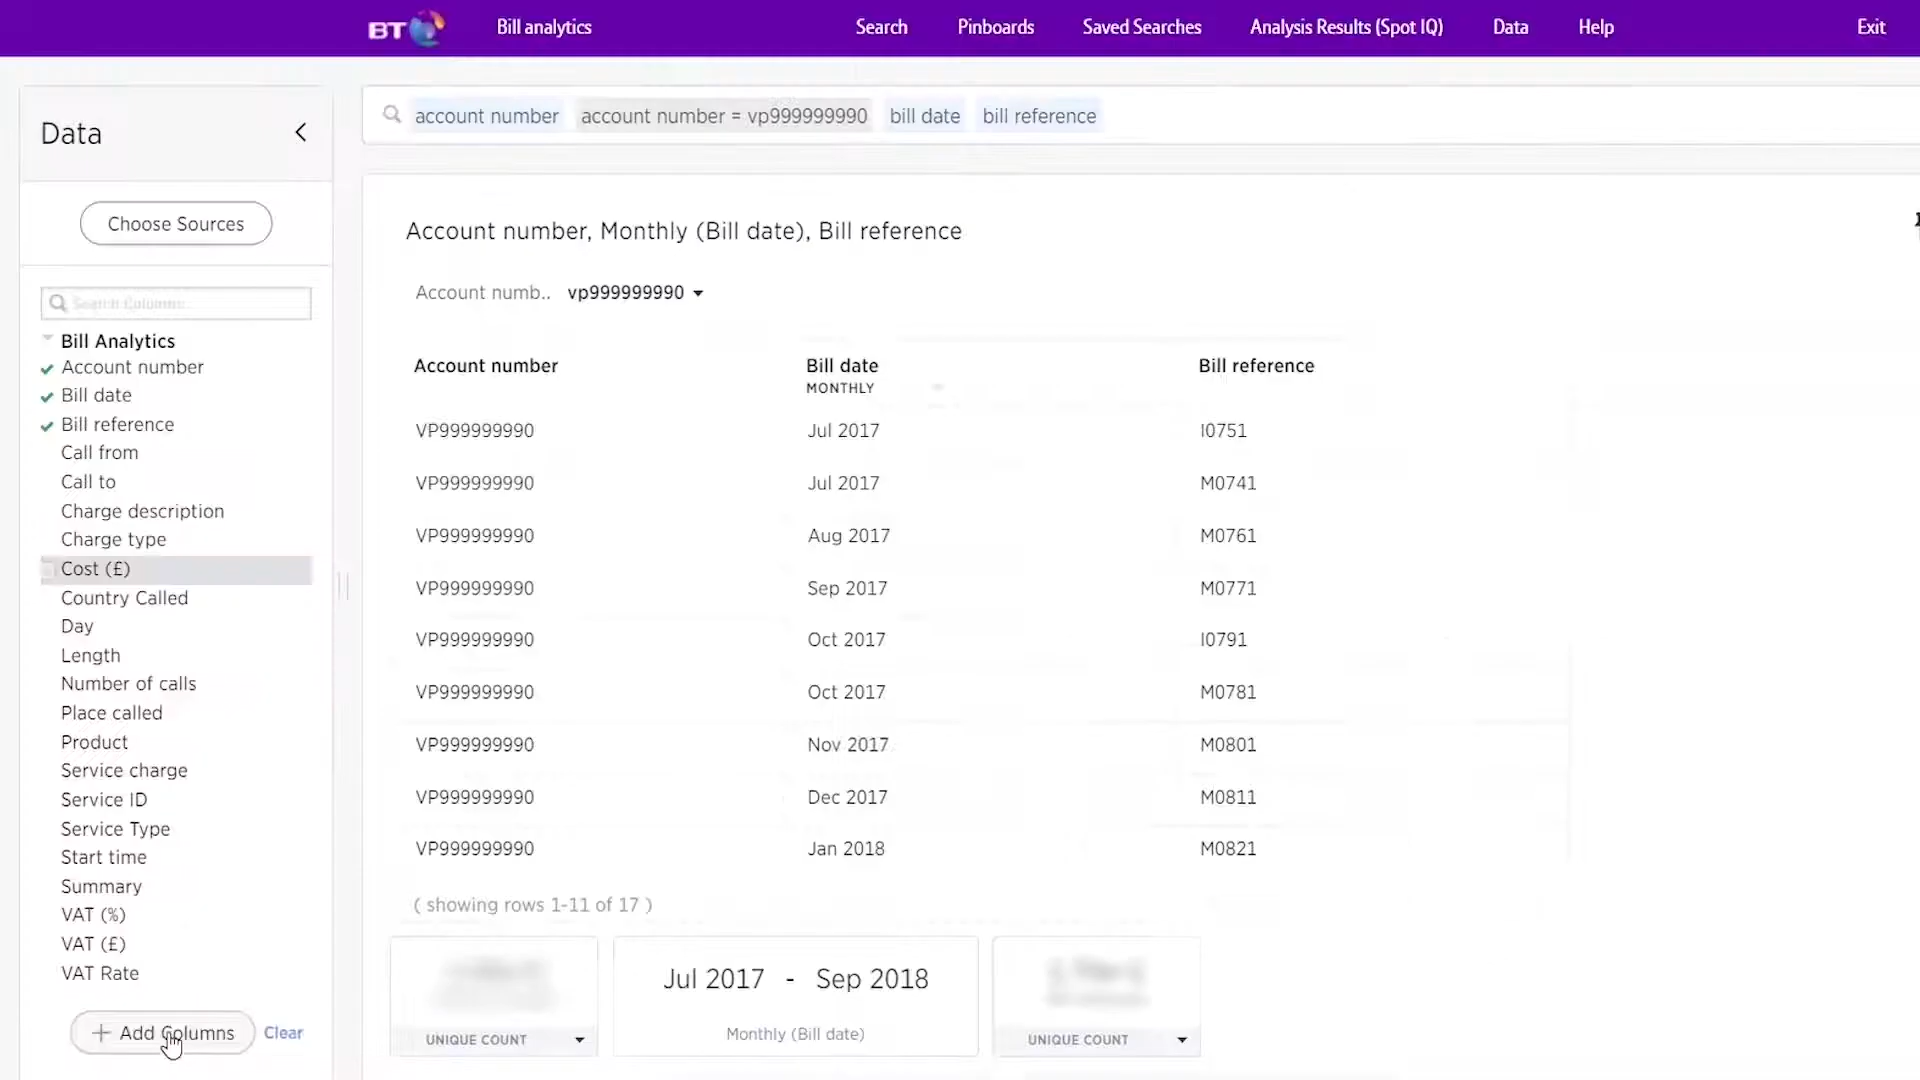 BT Bill analytics Search Pinboards Saved Searches Analysis Results (Spot IQ) Data Help Exit
Data
account number account number = vp999999990 bill date bill reference
Choose Sources
Account number, Monthly (Bill date), Bill reference
Account numb.. vp999999990
Search Columns
Bill Analytics
Account number
Bill date
Bill reference
Call from
Call to
Charge description
Charge type
Cost (£)
Country Called
Day
Length
Number of calls
Place called
Product
Service charge
Service ID
Service Type
Start time
Summary
VAT (%)
VAT (£)
VAT Rate
Add Columns Clear
Account number Bill date Bill reference
MONTHLY
VP999999990 Jul 2017 I0751
VP999999990 Jul 2017 M0741
VP999999990 Aug 2017 M0761
VP999999990 Sep 2017 M0771
VP999999990 Oct 2017 I0791
VP999999990 Oct 2017 M0781
VP999999990 Nov 2017 M0801
VP999999990 Dec 2017 M0811
VP999999990 Jan 2018 M0821
( showing rows 1-11 of 17 )
UNIQUE COUNT
Jul 2017 - Sep 2018
Monthly (Bill date)
UNIQUE COUNT